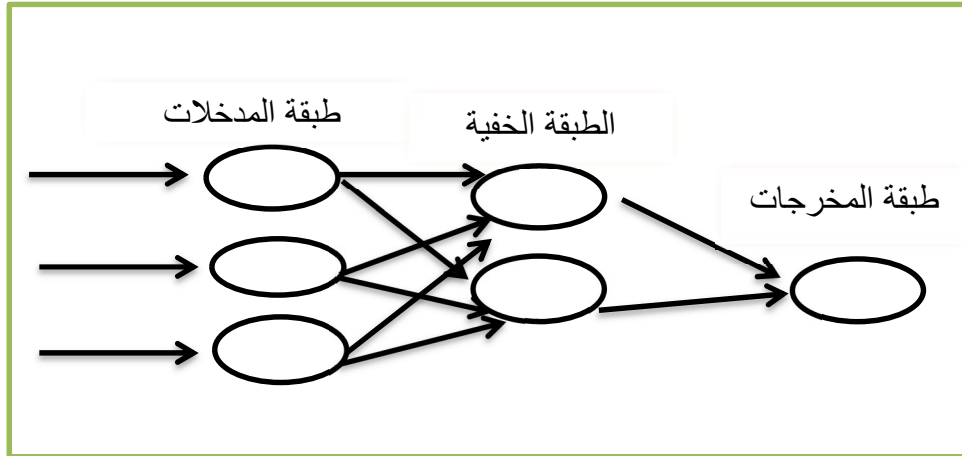 طبقة المدخلات
الطبقة الخفية
طبقة المخرجات